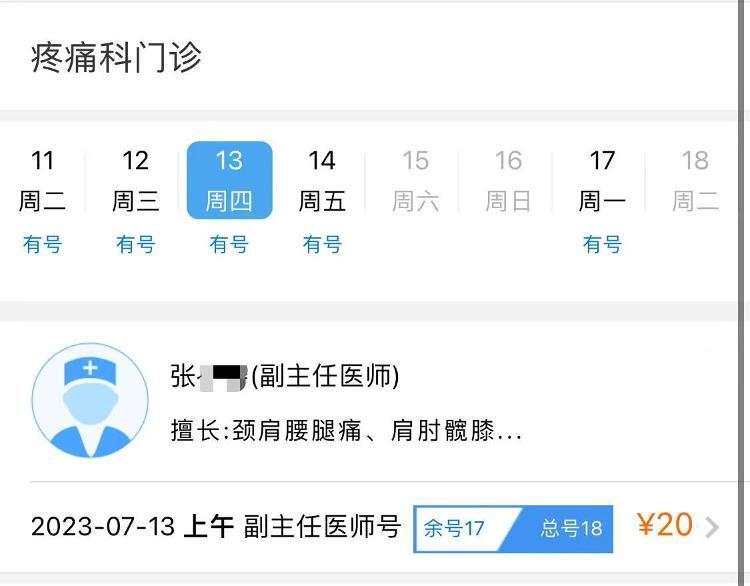 疼痛科门诊
11 12 13 14 15 16 17 18
周二 周三 周四 周五 周六 周日 周一 周二
有号 有号 有号 有号 有号
张 (副主任医师)
擅长:颈肩腰腿痛、肩肘髋膝...
2023-07-13 上午 副主任医师号 余号17 总号18 ¥20